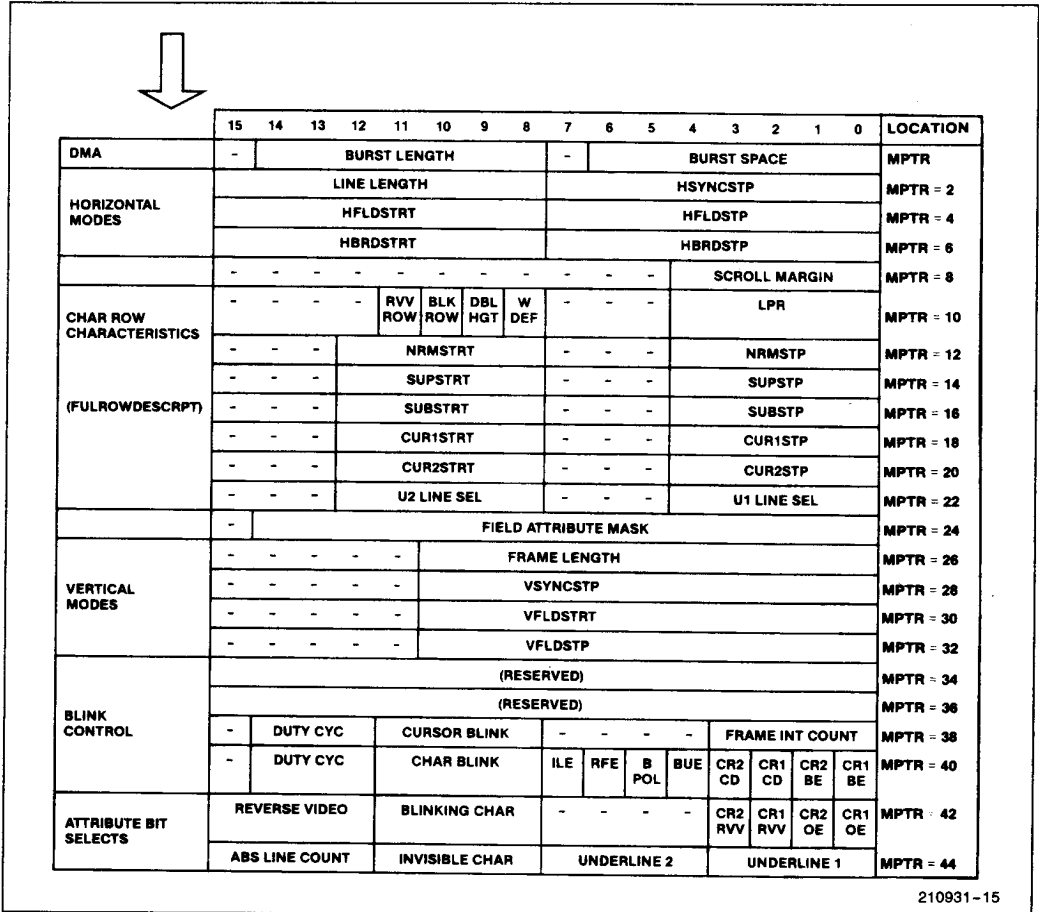 15 14 13 12 11 10 9 8 7 6 5 4 3 2 1 0 LOCATION
DMA - BURST LENGTH - BURST SPACE MPTR
HORIZONTAL MODES
LINE LENGTH HSYNCSTP MPTR = 2
HFLDSTRT HFLDSTP MPTR = 4
HBRDSTRT HBRDSTP MPTR = 6
- - - - - - - - - - - SCROLL MARGIN MPTR = 8
CHAR ROW CHARACTERISTICS
(FULROWDESCRPT)
- - - - RVV ROW BLK ROW DBL HGT W DEF - - - LPR MPTR = 10
- - - NRMSTRT - - - NRMSTP MPTR = 12
- - - SUPSTRT - - - SUPSTP MPTR = 14
- - - SUBSTRT - - - SUBSTP MPTR = 16
- - - CUR1STRT - - - CUR1STP MPTR = 18
- - - CUR2STRT - - - CUR2STP MPTR = 20
- - - U2 LINE SEL - - - U1 LINE SEL MPTR = 22
- FIELD ATTRIBUTE MASK MPTR = 24
VERTICAL MODES
- - - - - FRAME LENGTH MPTR = 26
- - - - - VSYNCSTP MPTR = 28
- - - - - VFLDSTRT MPTR = 30
- - - - - VFLDSTP MPTR = 32
BLINK CONTROL
(RESERVED) MPTR = 34
(RESERVED) MPTR = 36
- DUTY CYC CURSOR BLINK - - - - FRAME INT COUNT MPTR = 38
- DUTY CYC CHAR BLINK ILE RFE B POL BUE CR2 CD CR1 CD CR2 BE CR1 BE MPTR = 40
ATTRIBUTE BIT SELECTS
REVERSE VIDEO BLINKING CHAR - - - - CR2 RVV CR1 RVV CR2 OE CR1 OE MPTR = 42
ABS LINE COUNT INVISIBLE CHAR UNDERLINE 2 UNDERLINE 1 MPTR = 44
210931-15